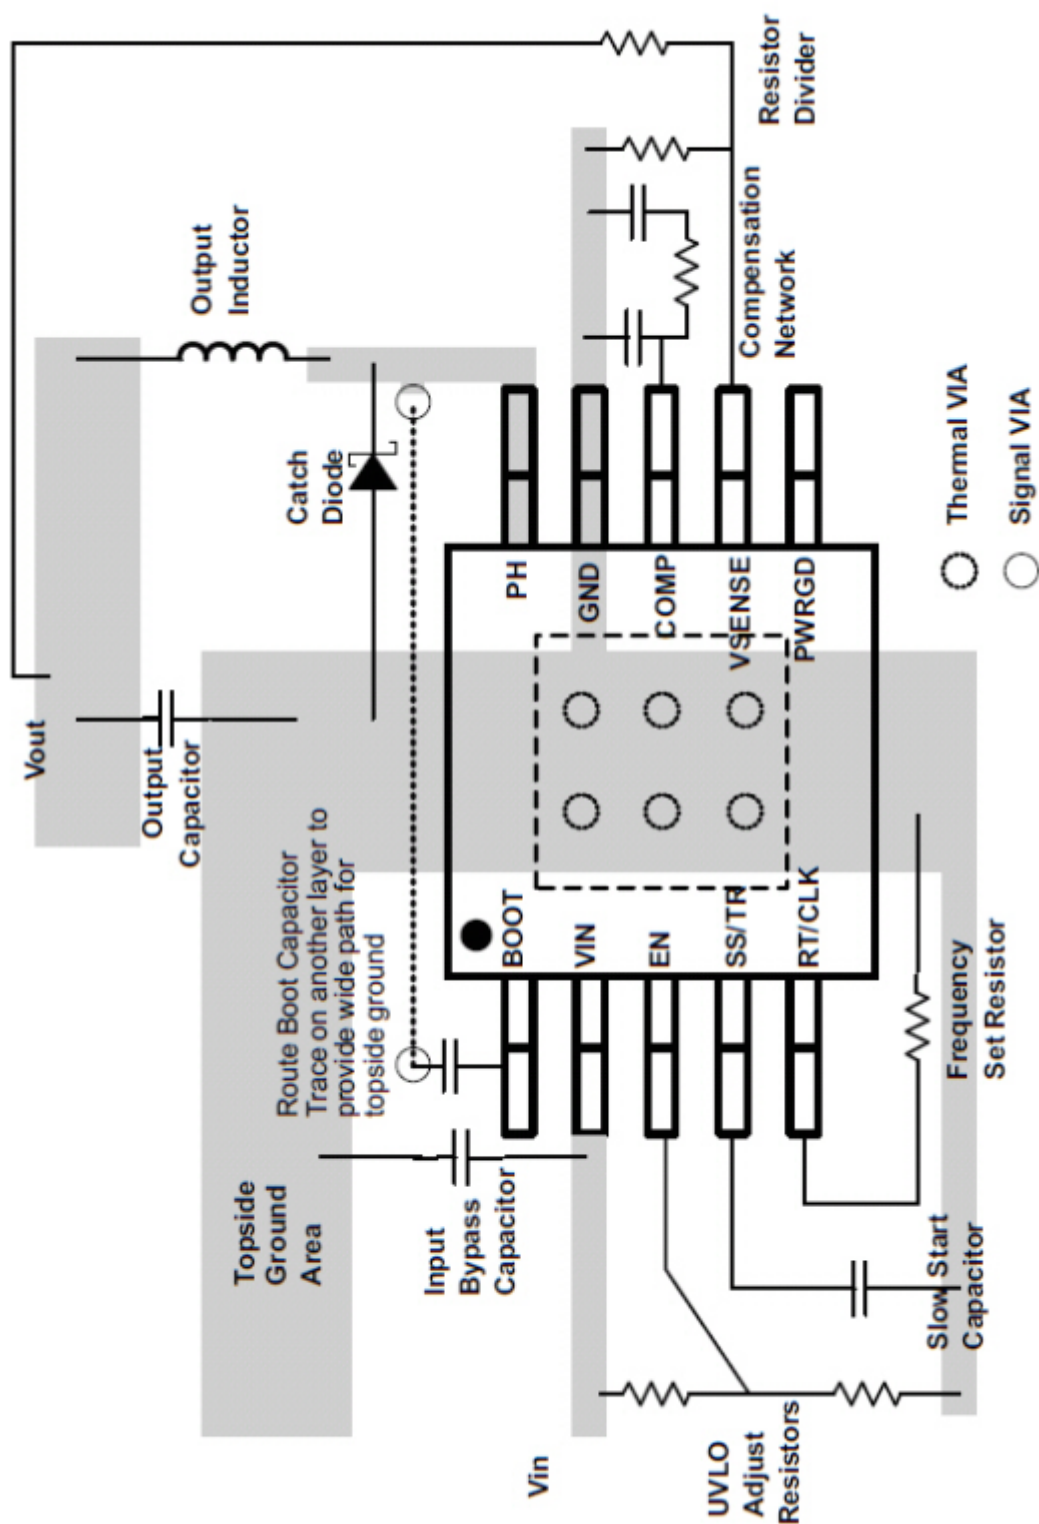 Vout
Output
Capacitor
Output
Inductor
Route Boot Capacitor
Trace on another layer to
provide wide path for
topside ground
Catch
Diode
Topside
Ground
Area
Input
Bypass
Capacitor
BOOT
PH
Vin
VIN
GND
EN
COMP
SS/TR
VSENSE
RT/CLK
PWRGD
UVLO
Adjust
Resistors
Compensation
Network
Resistor
Divider
Slow Start
Capacitor
Frequency
Set Resistor
Thermal VIA
Signal VIA